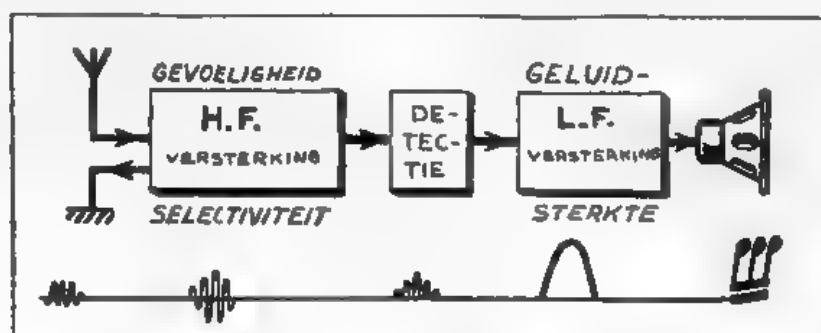 GEVOELIGHEID
H.F.
VERSTERKING
SELECTIVITEIT
DE-
TEC-
TIE
GELUID-
L.F.
VERSTERKING
STERKTE